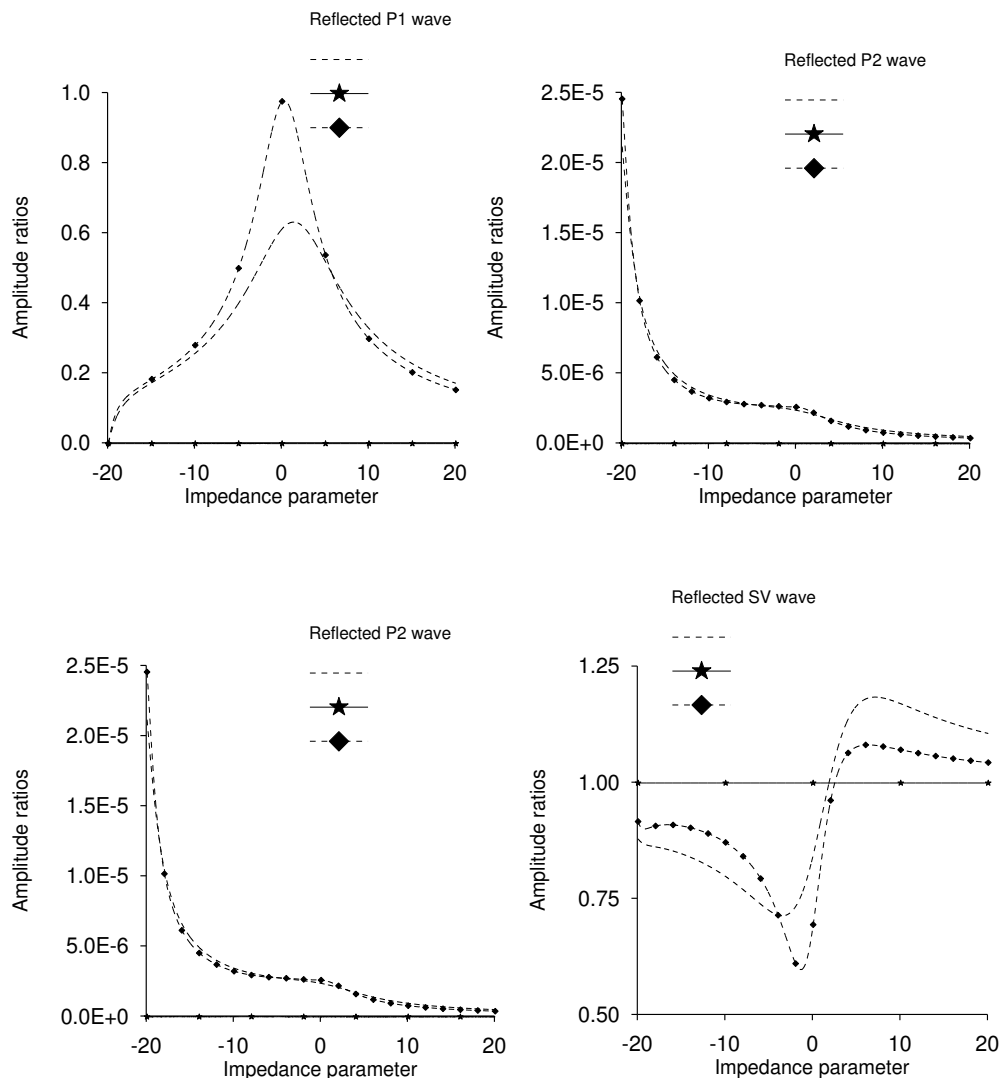 Reflected P1 wave
1.0
0.8
0.6
0.4
0.2
0.0
Amplitude ratios
-20 -10 0 10 20
Impedance parameter
Reflected P2 wave
2.5E-5
2.0E-5
1.5E-5
1.0E-5
5.0E-6
0.0E+0
Amplitude ratios
-20 -10 0 10 20
Impedance parameter
Reflected P2 wave
2.5E-5
2.0E-5
1.5E-5
1.0E-5
5.0E-6
0.0E+0
Amplitude ratios
-20 -10 0 10 20
Impedance parameter
Reflected SV wave
1.25
1.00
0.75
0.50
Amplitude ratios
-20 -10 0 10 20
Impedance parameter